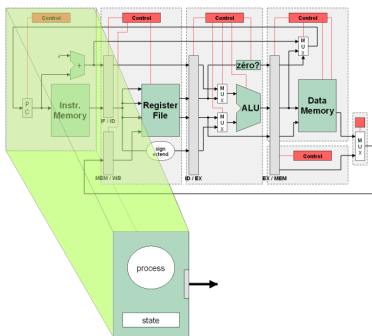 Control
Control
Control
Control
zero?
M
U
X
+
P
C
Instr.
Memory
IF / ID
Register
File
M
U
X
M
U
X
ALU
Data
Memory
sign
extend
Control
M
U
X
MEM / WB
ID / EX
EX / MEM
process
state